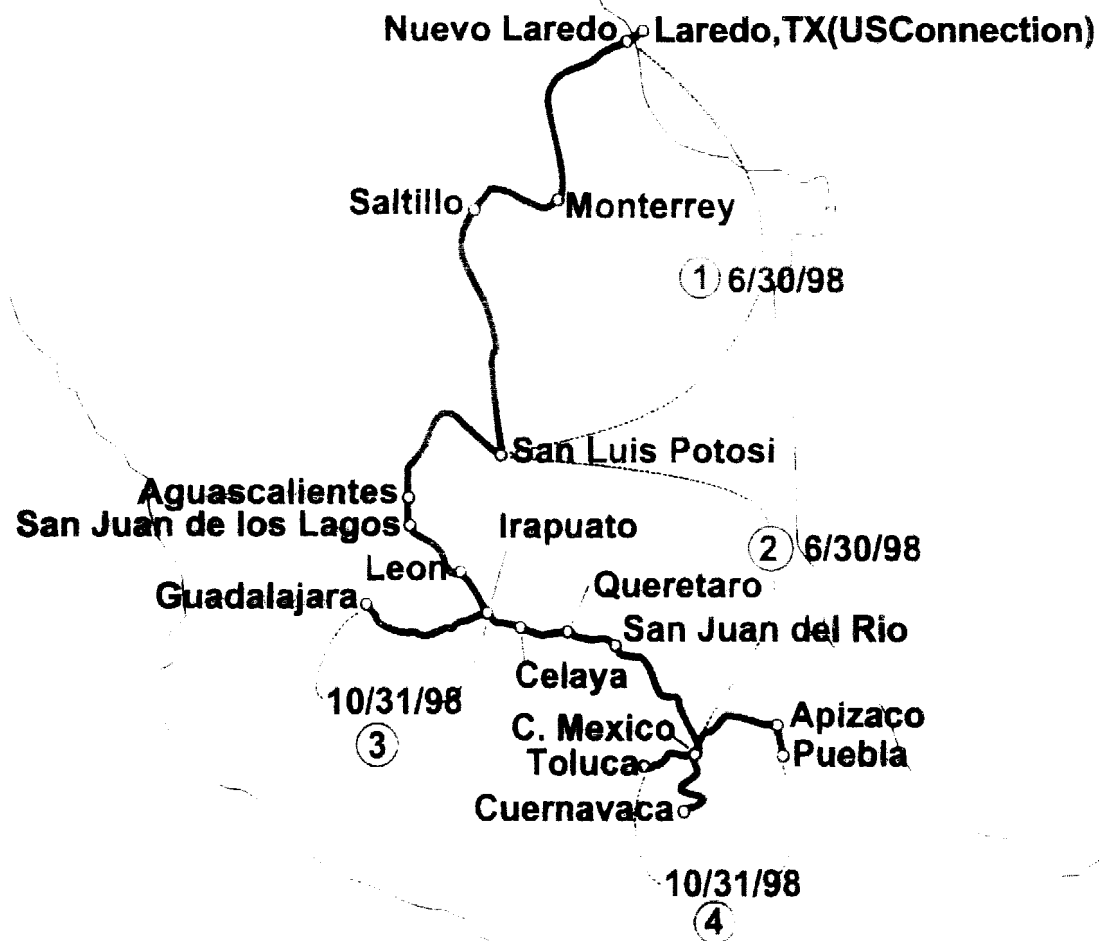 Nuevo Laredo
Laredo,TX(USConnection)
Saltillo
Monterrey
1 6/30/98
San Luis Potosi
Aguascalientes
San Juan de los Lagos
Irapuato
2 6/30/98
Leon
Queretaro
Guadalajara
San Juan del Rio
Celaya
10/31/98
3
C. Mexico
Apizaco
Toluca
Puebla
Cuernavaca
10/31/98
4